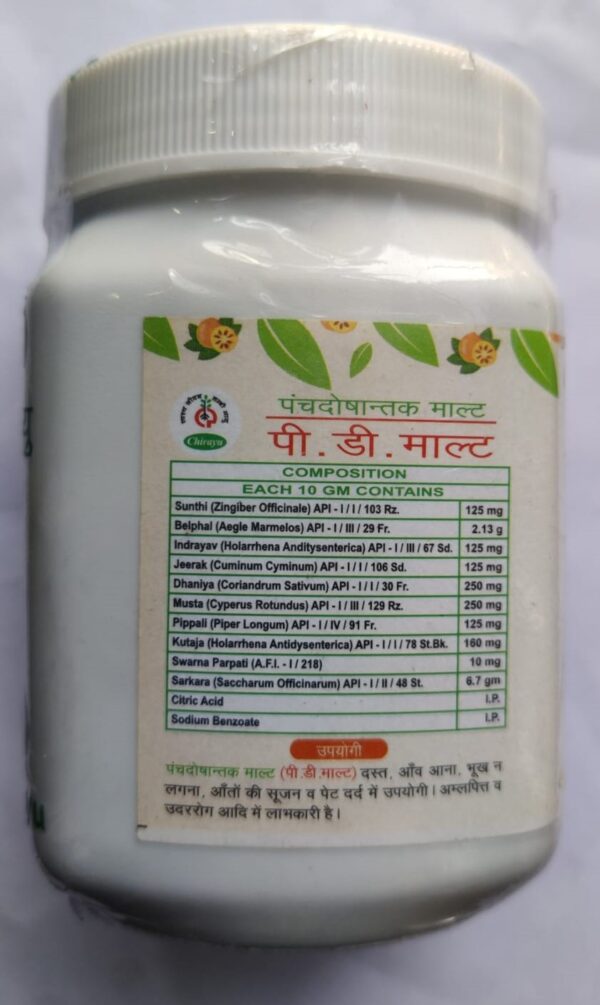 Chirayu
पंचदोषान्तक माल्ट
पी.डी.माल्ट
COMPOSITION
EACH 10 GM CONTAINS
Sunthi (Zingiber Officinale) API - I / I / 103 Rz. 125 mg
Belphal (Aegle Marmelos) API - I / III / 29 Fr. 2.13 g
Indrayav (Holarrhena Anditysenterica) API - I / III / 67 Sd. 125 mg
Jeerak (Cuminum Cyminum) API - I / I / 106 Sd. 125 mg
Dhaniya (Coriandrum Sativum) API - I / I / 30 Fr. 250 mg
Musta (Cyperus Rotundus) API - I / III / 129 Rz. 250 mg
Pippali (Piper Longum) API - I / IV / 91 Fr. 125 mg
Kutaja (Holarrhena Antidysenterica) API - I / I / 78 St.Bk. 160 mg
Swarna Parpati (A.F.I. - I / 218) 10 mg
Sarkara (Saccharum Officinarum) API - I / II / 48 St. 6.7 gm
Citric Acid I.P.
Sodium Benzoate I.P.
उपयोगी
पंचदोषान्तक माल्ट (पी.डी.माल्ट) दस्त, आँव आना, भूख न
लगना, आँतों की सूजन व पेट दर्द में उपयोगी। अम्लपित्त व
उदररोग आदि में लाभकारी है।